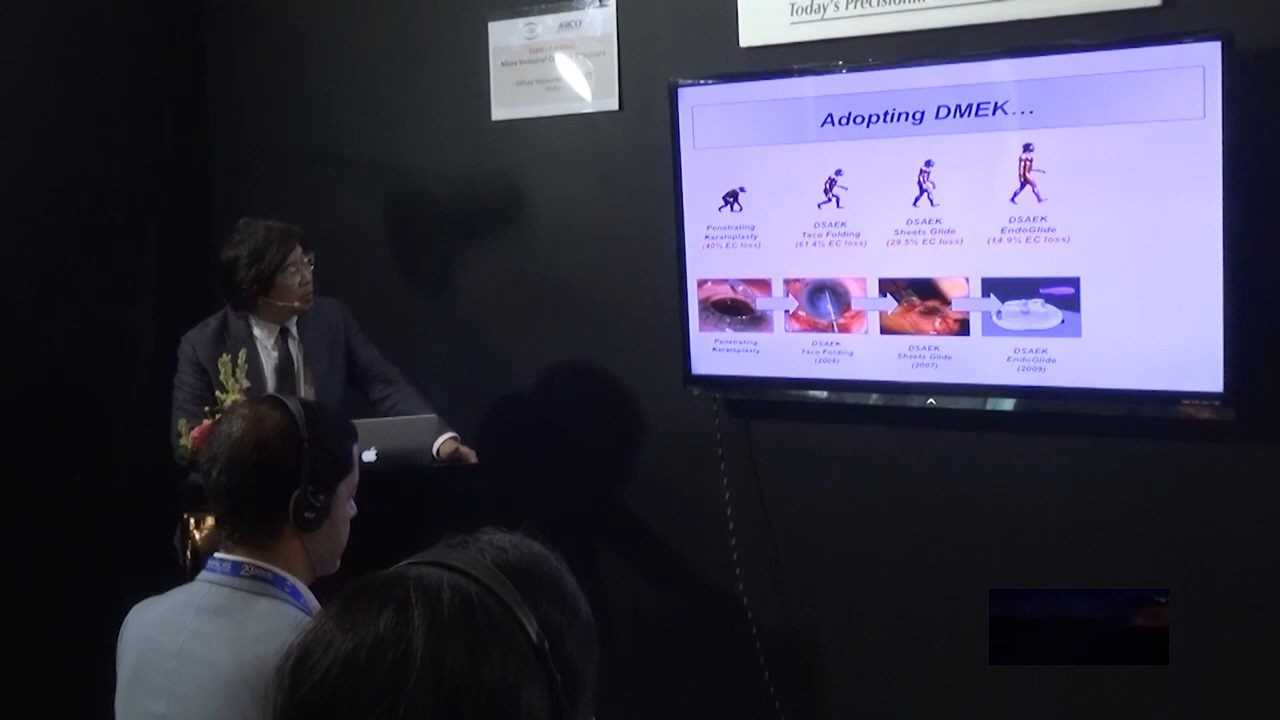 Today's Precision...
ASICO
Adopting DMEK...
Penetrating
Keratoplasty
(40% EC loss)
DSAEK
Taco Folding
(61.4% EC loss)
DSAEK
Sheets Glide
(29.5% EC loss)
DSAEK
EndoGlide
(14.9% EC loss)
Penetrating
Keratoplasty
DSAEK
Taco Folding
(2006)
DSAEK
Sheets Glide
(2007)
DSAEK
EndoGlide
(2009)